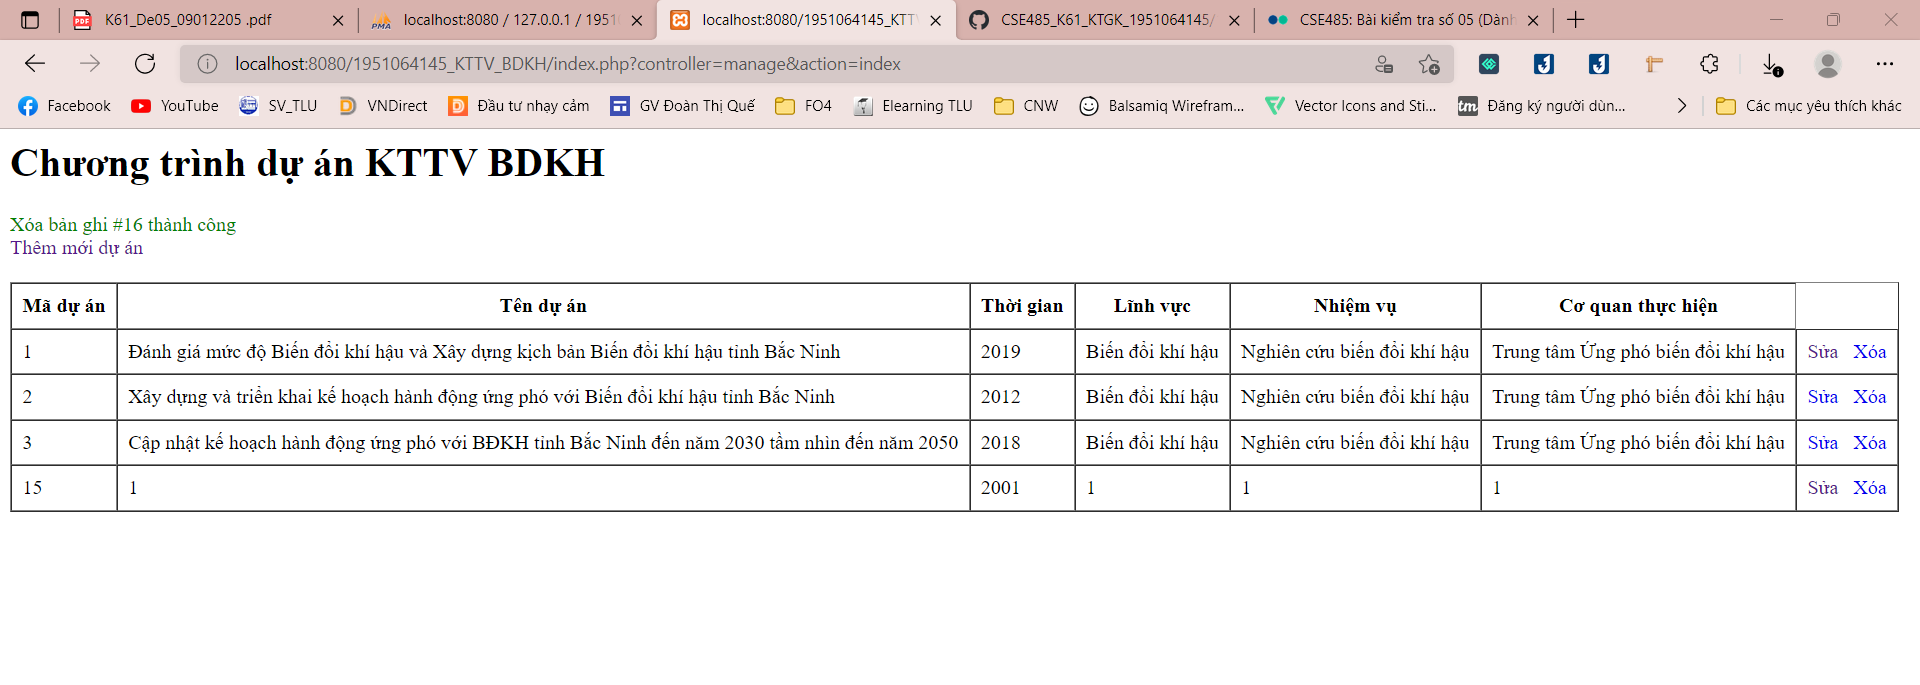 K61_De05_09012205 .pdf
localhost:8080 / 127.0.0.1 / 1951
localhost:8080/1951064145_KTTV
CSE485_K61_KTGK_1951064145/
CSE485: Bài kiểm tra số 05 (Dành
localhost:8080/1951064145_KTTV_BDKH/index.php?controller=manage&action=index
Facebook
YouTube
SV_TLU
VNDirect
Đầu tư nhạy cảm
GV Đoàn Thị Quế
FO4
Elearning TLU
CNW
Balsamiq Wirefram...
Vector Icons and Sti...
tm Đăng ký người dùn...
Các mục yêu thích khác
Chương trình dự án KTTV BDKH
Xóa bản ghi #16 thành công
Thêm mới dự án
Mã dự án Tên dự án Thời gian Lĩnh vực Nhiệm vụ Cơ quan thực hiện
1 Đánh giá mức độ Biến đổi khí hậu và Xây dựng kịch bản Biến đổi khí hậu tỉnh Bắc Ninh 2019 Biến đổi khí hậu Nghiên cứu biến đổi khí hậu Trung tâm Ứng phó biến đổi khí hậu Sửa Xóa
2 Xây dựng và triển khai kế hoạch hành động ứng phó với Biến đổi khí hậu tỉnh Bắc Ninh 2012 Biến đổi khí hậu Nghiên cứu biến đổi khí hậu Trung tâm Ứng phó biến đổi khí hậu Sửa Xóa
3 Cập nhật kế hoạch hành động ứng phó với BĐKH tỉnh Bắc Ninh đến năm 2030 tầm nhìn đến năm 2050 2018 Biến đổi khí hậu Nghiên cứu biến đổi khí hậu Trung tâm Ứng phó biến đổi khí hậu Sửa Xóa
15 1 2001 1 1 1 Sửa Xóa